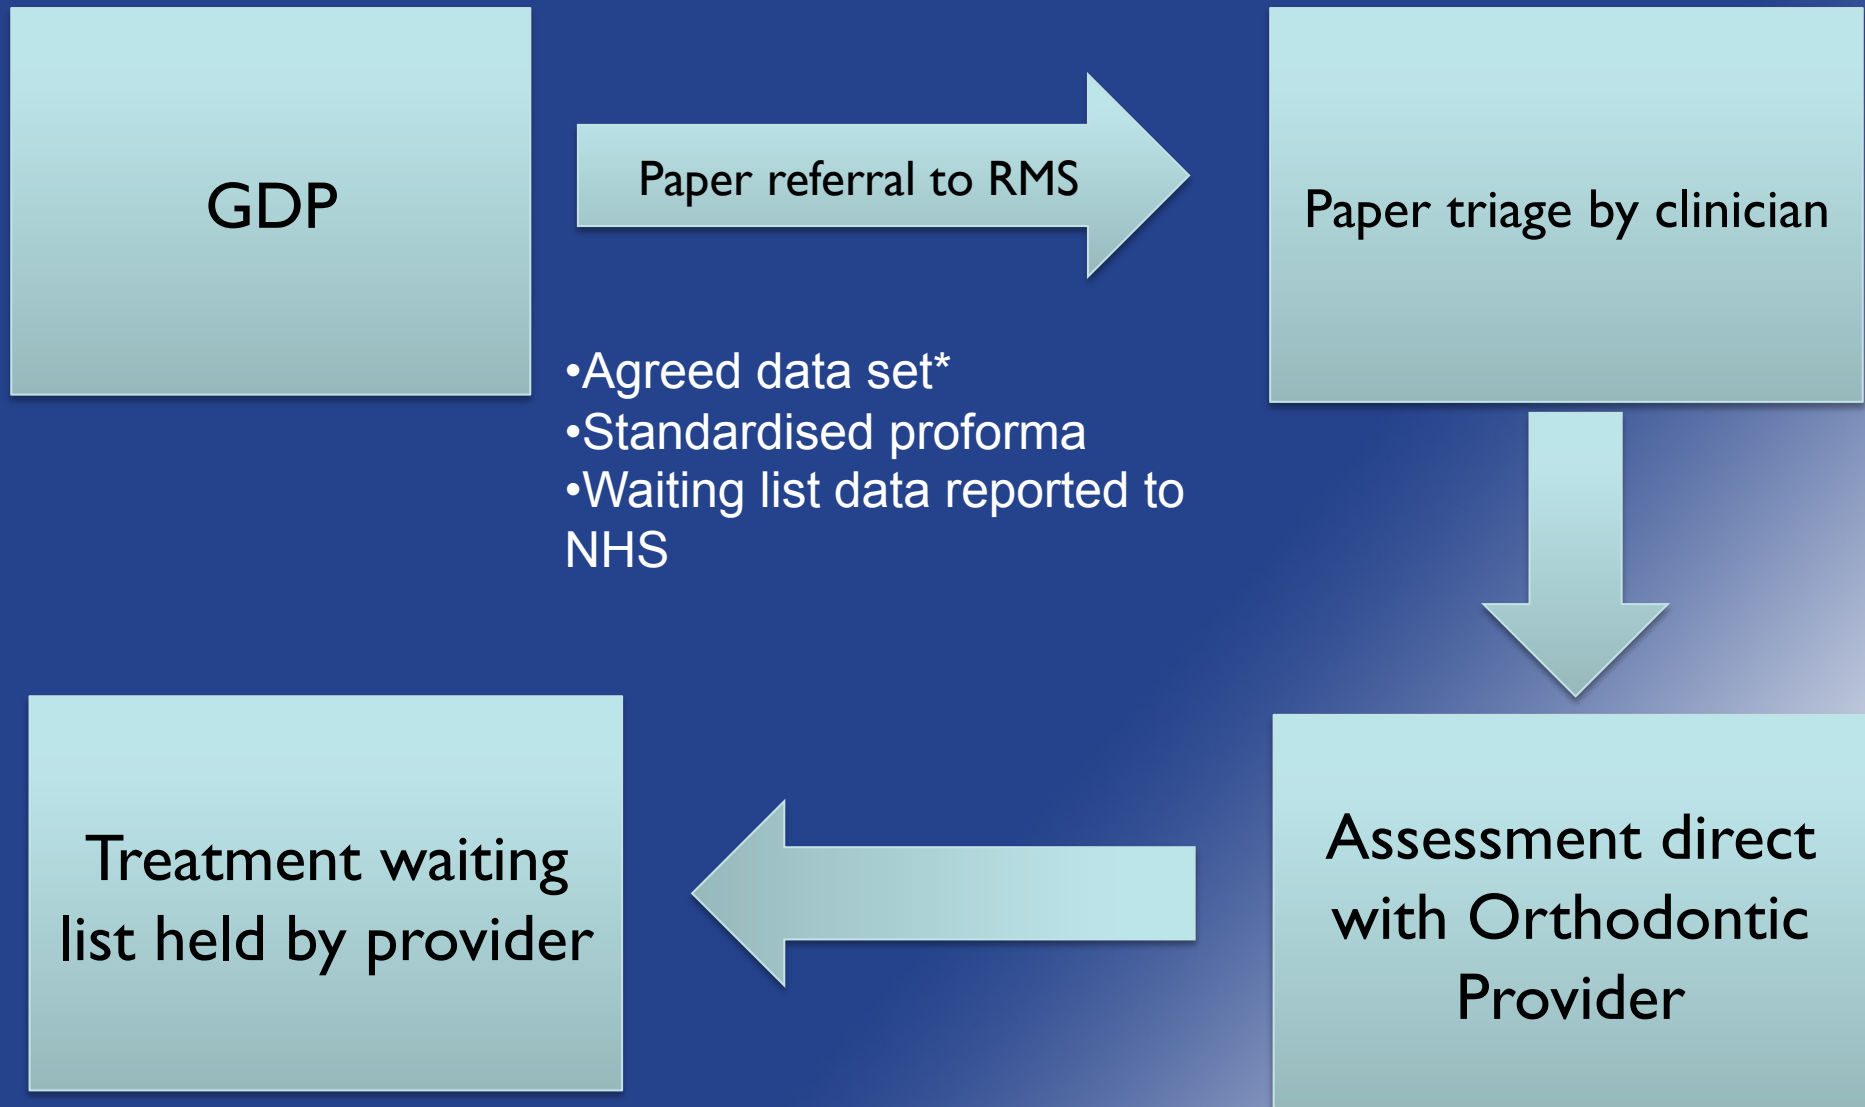 GDP
Paper referral to RMS
Paper triage by clinician
•Agreed data set*
•Standardised proforma
•Waiting list data reported to
NHS
Assessment direct
with Orthodontic
Provider
Treatment waiting
list held by provider